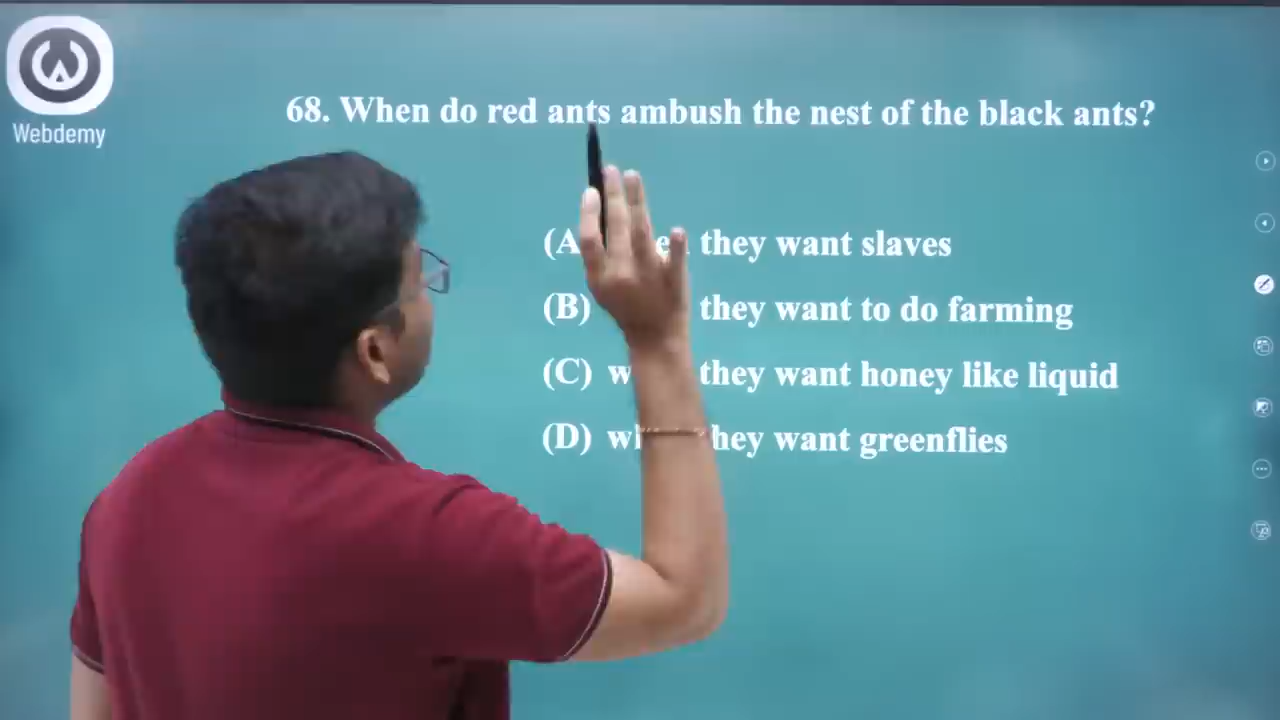 Webdemy
68. When do red ants ambush the nest of the black ants?
(A they want slaves
(B) they want to do farming
(C) they want honey like liquid
(D) they want greenflies